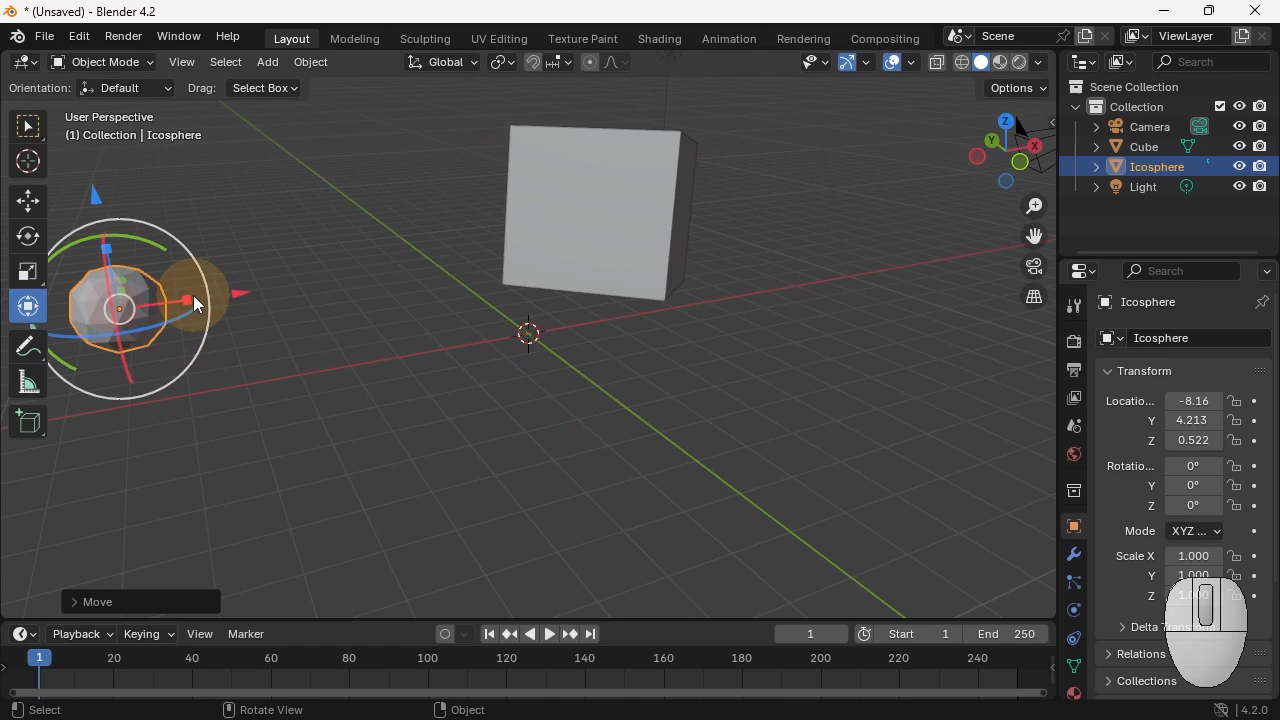 * (Unsaved) - Blender 4.2
File Edit Render Window Help Layout Modeling Sculpting UV Editing Texture Paint Shading Animation Rendering Compositing Scene ViewLayer
Object Mode View Select Add Object Global Search
Orientation: Default Drag: Select Box Options
User Perspective
(1) Collection | Icosphere
Z
Y
X
Scene Collection
Collection
Camera
Cube
Icosphere
Light
Search
Icosphere
Icosphere
Transform
Locatio... -8.16
Y 4.213
Z 0.522
Rotatio... 0°
Y 0°
Z 0°
Mode XYZ ...
Scale X 1.000
Y 1.000
Z 1.00
Delta Transform
Relations
Collections
Move
Playback Keying View Marker 1 Start 1 End 250
1 20 40 60 80 100 120 140 160 180 200 220 240
Select Rotate View Object 4.2.0